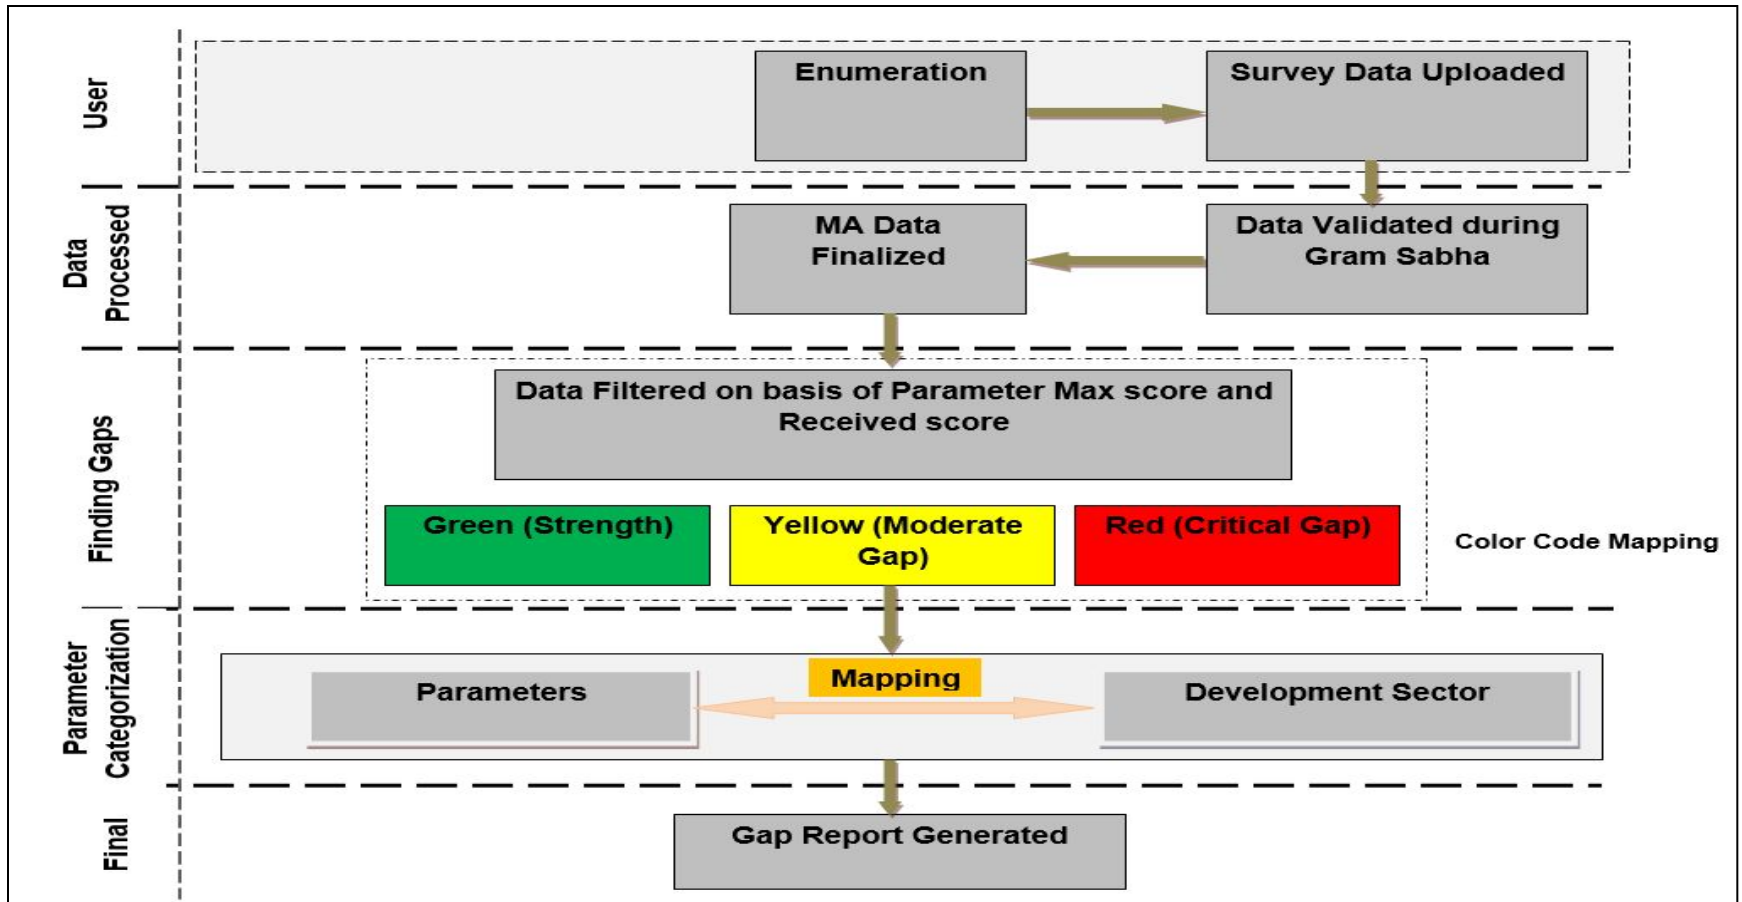 User
Enumeration
Survey Data Uploaded
Data
Processed
MA Data
Finalized
Data Validated during
Gram Sabha
Finding Gaps
Data Filtered on basis of Parameter Max score and
Received score
Green (Strength)
Yellow (Moderate
Gap)
Red (Critical Gap)
Color Code Mapping
Parameter
Categorization
Parameters
Mapping
Development Sector
Final
Gap Report Generated